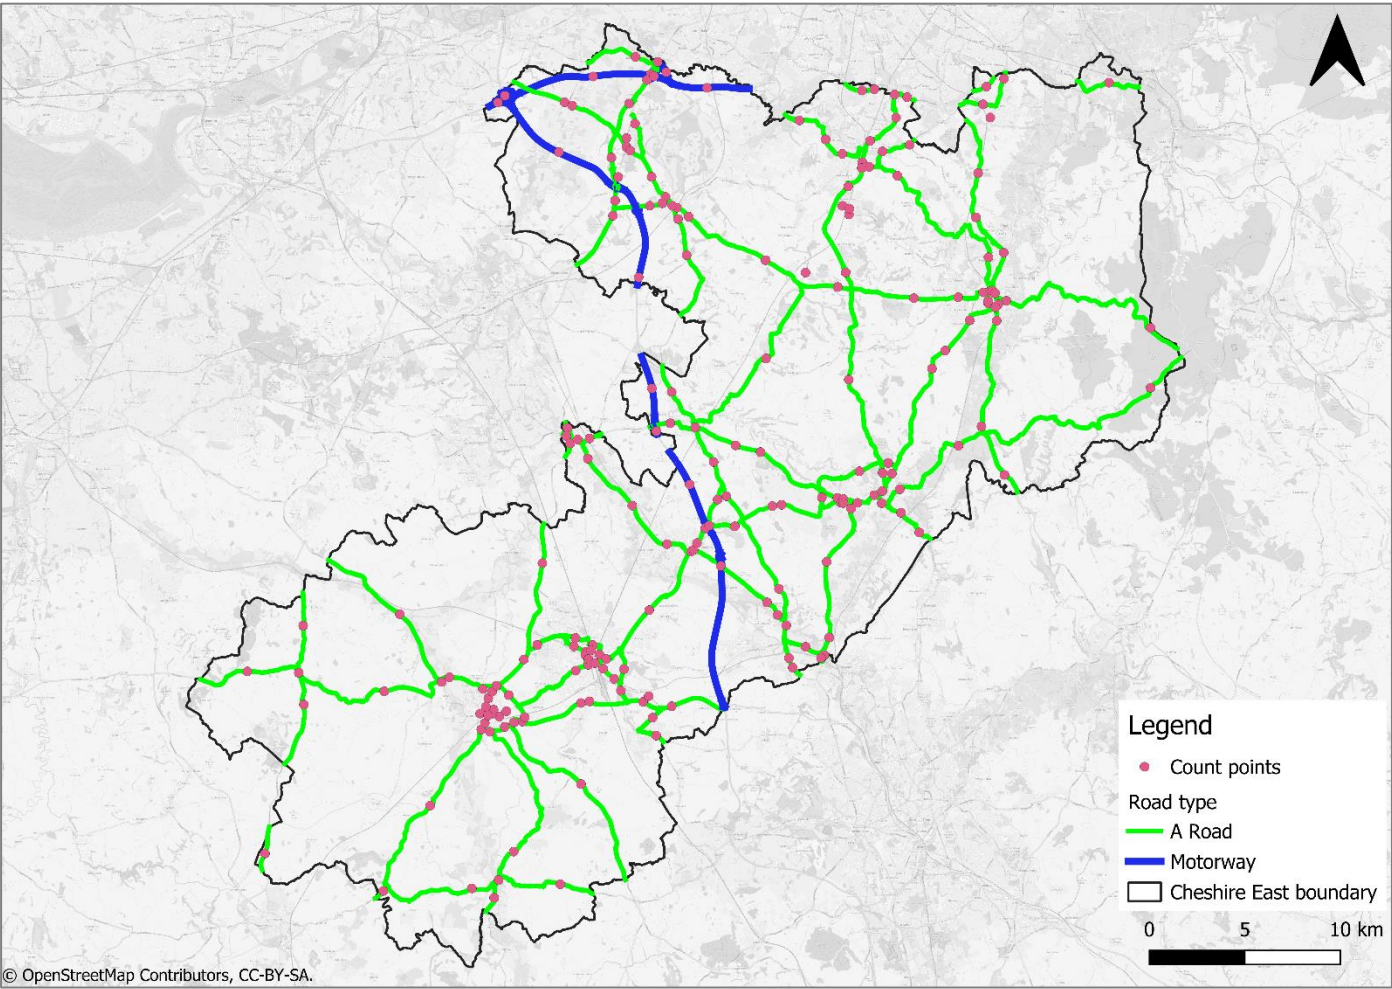 Legend
Count points
Road type
A Road
Motorway
Cheshire East boundary
0 5 10 km
© OpenStreetMap Contributors, CC-BY-SA.